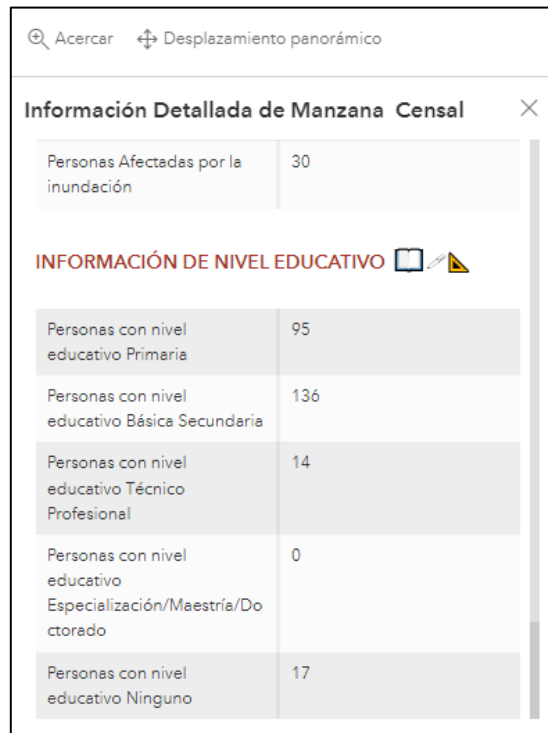 Acercar Desplazamiento panorámico
Información Detallada de Manzana Censal
Personas Afectadas por la 30
inundación
INFORMACIÓN DE NIVEL EDUCATIVO
Personas con nivel 95
educativo Primaria
Personas con nivel 136
educativo Básica Secundaria
Personas con nivel 14
educativo Técnico
Profesional
Personas con nivel 0
educativo
Especialización/Maestría/Do
ctorado
Personas con nivel 17
educativo Ninguno